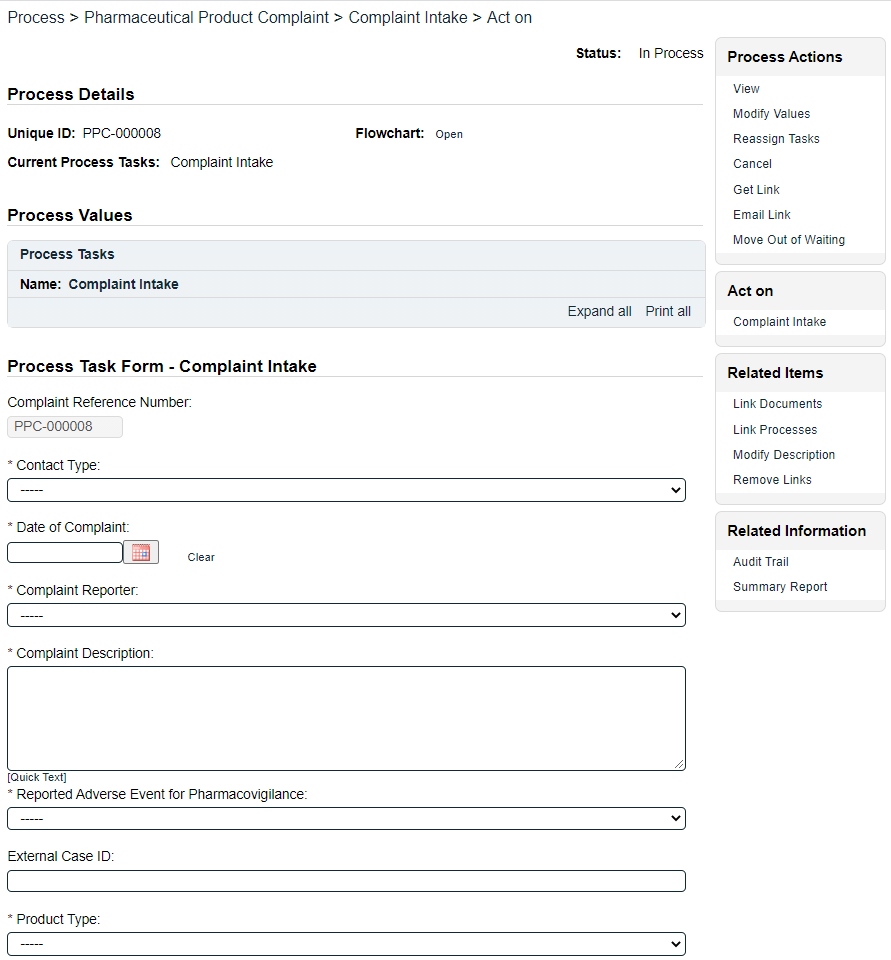 Process > Pharmaceutical Product Complaint > Complaint Intake > Act on
Status: In Process
Process Details
Unique ID: PPC-000008 Flowchart: Open
Current Process Tasks: Complaint Intake
Process Values
Process Tasks
Name: Complaint Intake
Expand all Print all
Process Task Form - Complaint Intake
Complaint Reference Number:
PPC-000008
* Contact Type:
-----
* Date of Complaint:
Clear
* Complaint Reporter:
-----
* Complaint Description:
[Quick Text]
* Reported Adverse Event for Pharmacovigilance:
-----
External Case ID:
* Product Type:
-----
Process Actions
View
Modify Values
Reassign Tasks
Cancel
Get Link
Email Link
Move Out of Waiting
Act on
Complaint Intake
Related Items
Link Documents
Link Processes
Modify Description
Remove Links
Related Information
Audit Trail
Summary Report